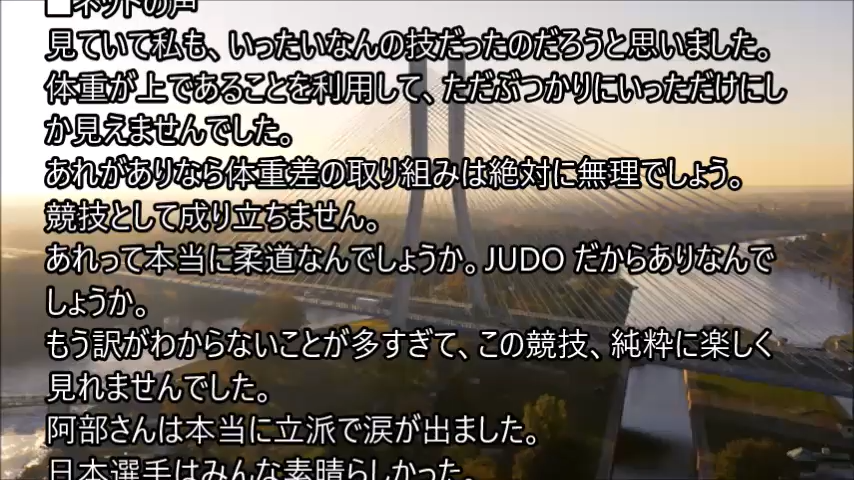 ■ネットの声
見ていて私も、いったいなんの技だったのだろうと思いました。
体重が上であることを利用して、ただぶつかりにいっただけにし
か見えませんでした。
あれがありなら体重差の取り組みは絶対に無理でしょう。
競技として成り立ちません。
あれって本当に柔道なんでしょうか。JUDO だからありなんで
しょうか。
もう訳がわからないことが多すぎて、この競技、純粋に楽しく
見れませんでした。
阿部さんは本当に立派で涙が出ました。
日本選手はみんな素晴らしかった。